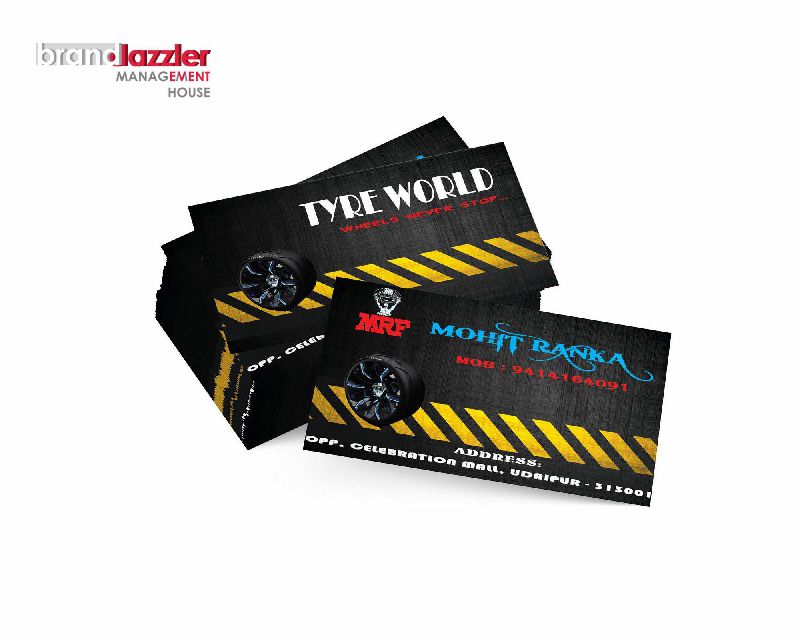 brandazzler
MANAGEMENT
HOUSE
TYRE WORLD
WHEELS NEVER STOP...
OPP. CELEB
MRF
MOHIT RANKA
MOB : 9414164091
ADDRESS:
OPP. CELEBRATION MALL, UDAIPUR - 313001